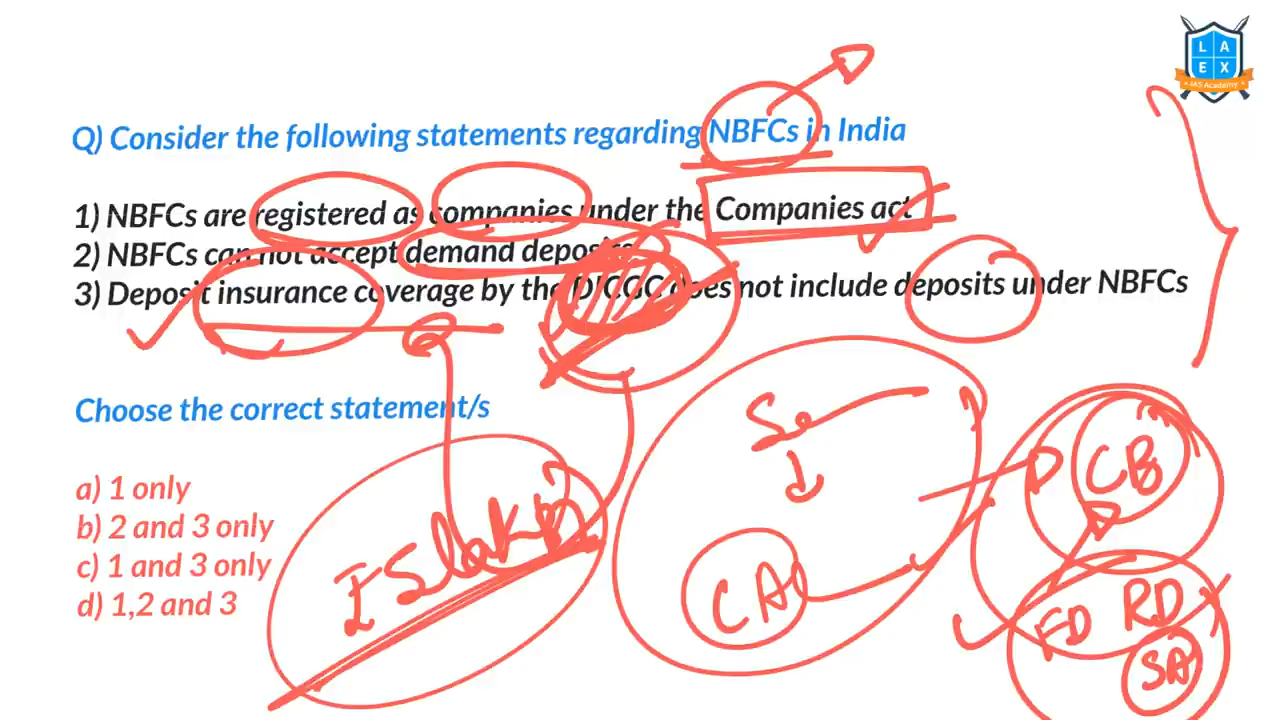 L A
E X
IAS Academy
Q) Consider the following statements regarding NBFCs in India
1) NBFCs are registered as companies under the Companies act
2) NBFCs can not accept demand deposits
3) Deposit insurance coverage by the DICGC does not include deposits under NBFCs
Choose the correct statement/s
a) 1 only
b) 2 and 3 only
c) 1 and 3 only
d) 1,2 and 3
CB
CA
FD RD
SA